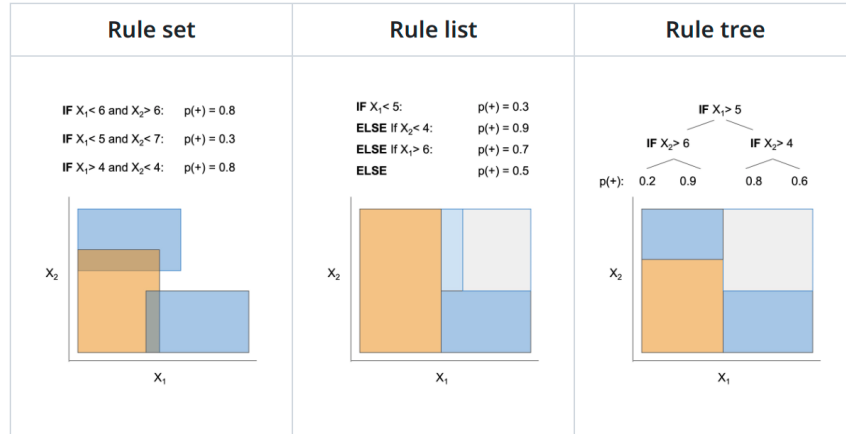 Rule set
Rule list
Rule tree
IF X₁< 6 and X₂> 6: p(+) = 0.8
IF X₁< 5 and X₂< 7: p(+) = 0.3
IF X₁> 4 and X₂< 4: p(+) = 0.8
X₂
X₁
IF X₁< 5: p(+) = 0.3
ELSE If X₂< 4: p(+) = 0.9
ELSE If X₁> 6: p(+) = 0.7
ELSE p(+) = 0.5
X₂
X₁
IF X₁> 5
IF X₂> 6 IF X₂> 4
p(+): 0.2 0.9 0.8 0.6
X₂
X₁